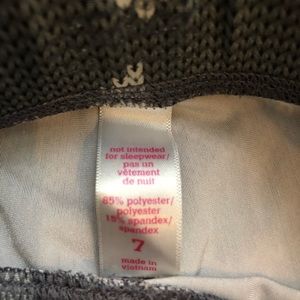 not intended
for sleepwear/
pas un
vêtement
de nuit
85% polyester/
polyester
15% spandex/
spandex
7
made in
vietnam